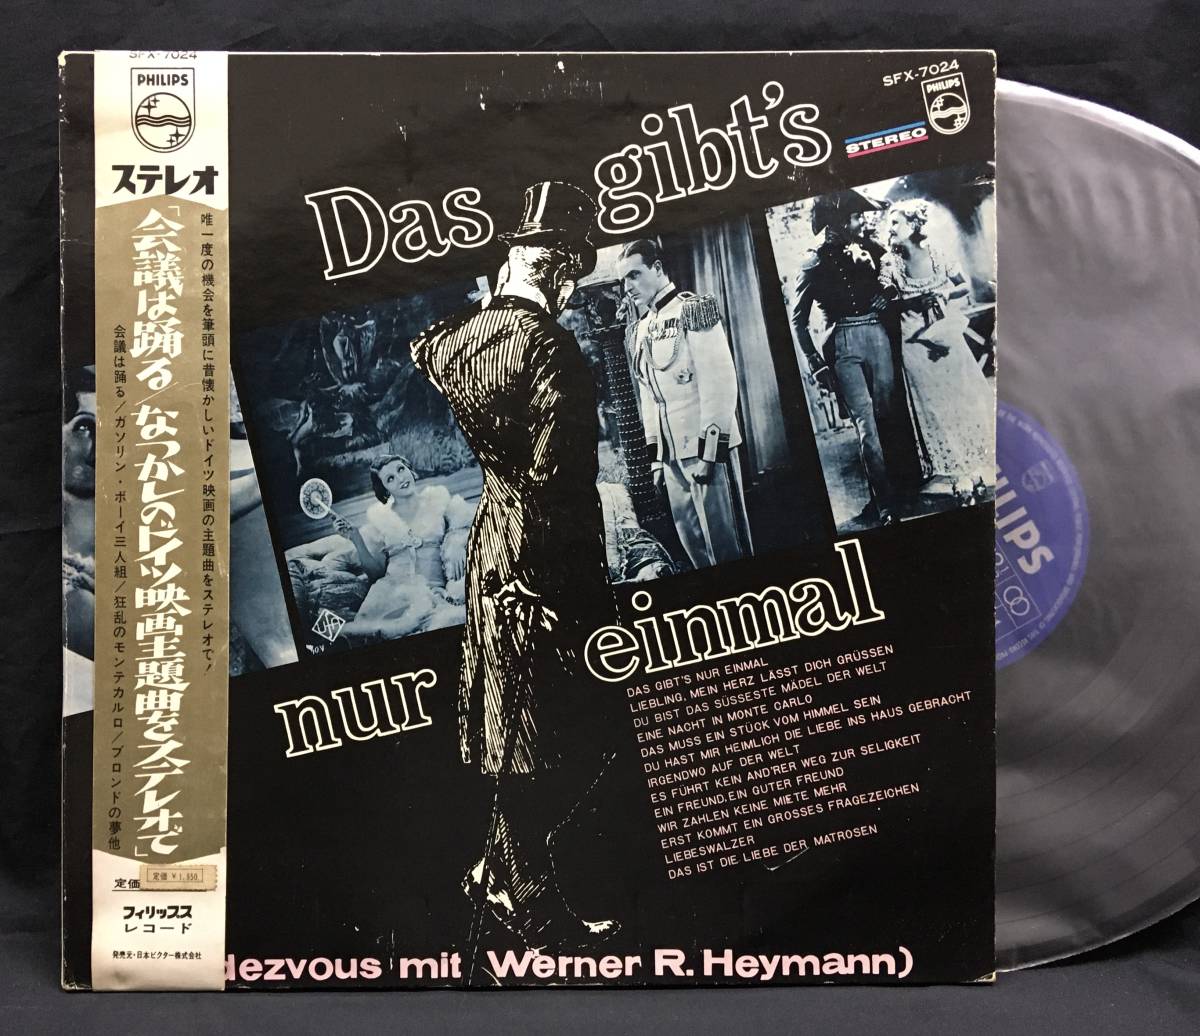 SFX-7024
PHILIPS
ステレオ
「会議は踊る/なつかしのドイツ映画主題曲をステレオで」
唯一度の機会を筆頭に昔懐かしいドイツ映画の主題曲をステレオで!
会議は踊る/ガソリン・ボーイ三人組/狂乱のモンテカルロ/ブロンドの夢他
定価
定価 ¥1,950
フィリップス
レコード
発売元・日本ビクター株式会社
SFX-7024
PHILIPS
STEREO
Das gibt's
nur einmal
Ufa
DAS GIBT'S NUR EINMAL
LIEBLING, MEIN HERZ LÄSST DICH GRÜSSEN
DU BIST DAS SÜSSESTE MÄDEL DER WELT
EINE NACHT IN MONTE CARLO
DAS MUSS EIN STÜCK VOM HIMMEL SEIN
DU HAST MIR HEIMLICH DIE LIEBE INS HAUS GEBRACHT
IRGENDWO AUF DER WELT
ES FÜHRT KEIN AND'RER WEG ZUR SELIGKEIT
EIN FREUND, EIN GUTER FREUND
WIR ZAHLEN KEINE MIETE MEHR
ERST KOMMT EIN GROSSES FRAGEZEICHEN
LIEBESWALZER
DAS IST DIE LIEBE DER MATROSEN
dezvous mit Werner R. Heymann)
HILIPS